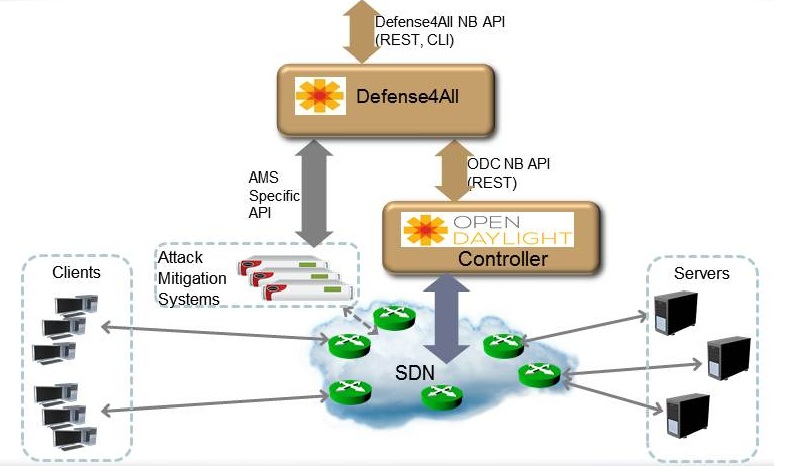 Defense4All NB API
(REST, CLI)
Defense4All
AMS
Specific
API
ODC NB API
(REST)
OPEN
DAYLIGHT
Controller
Attack
Mitigation
Systems
Clients
Servers
SDN